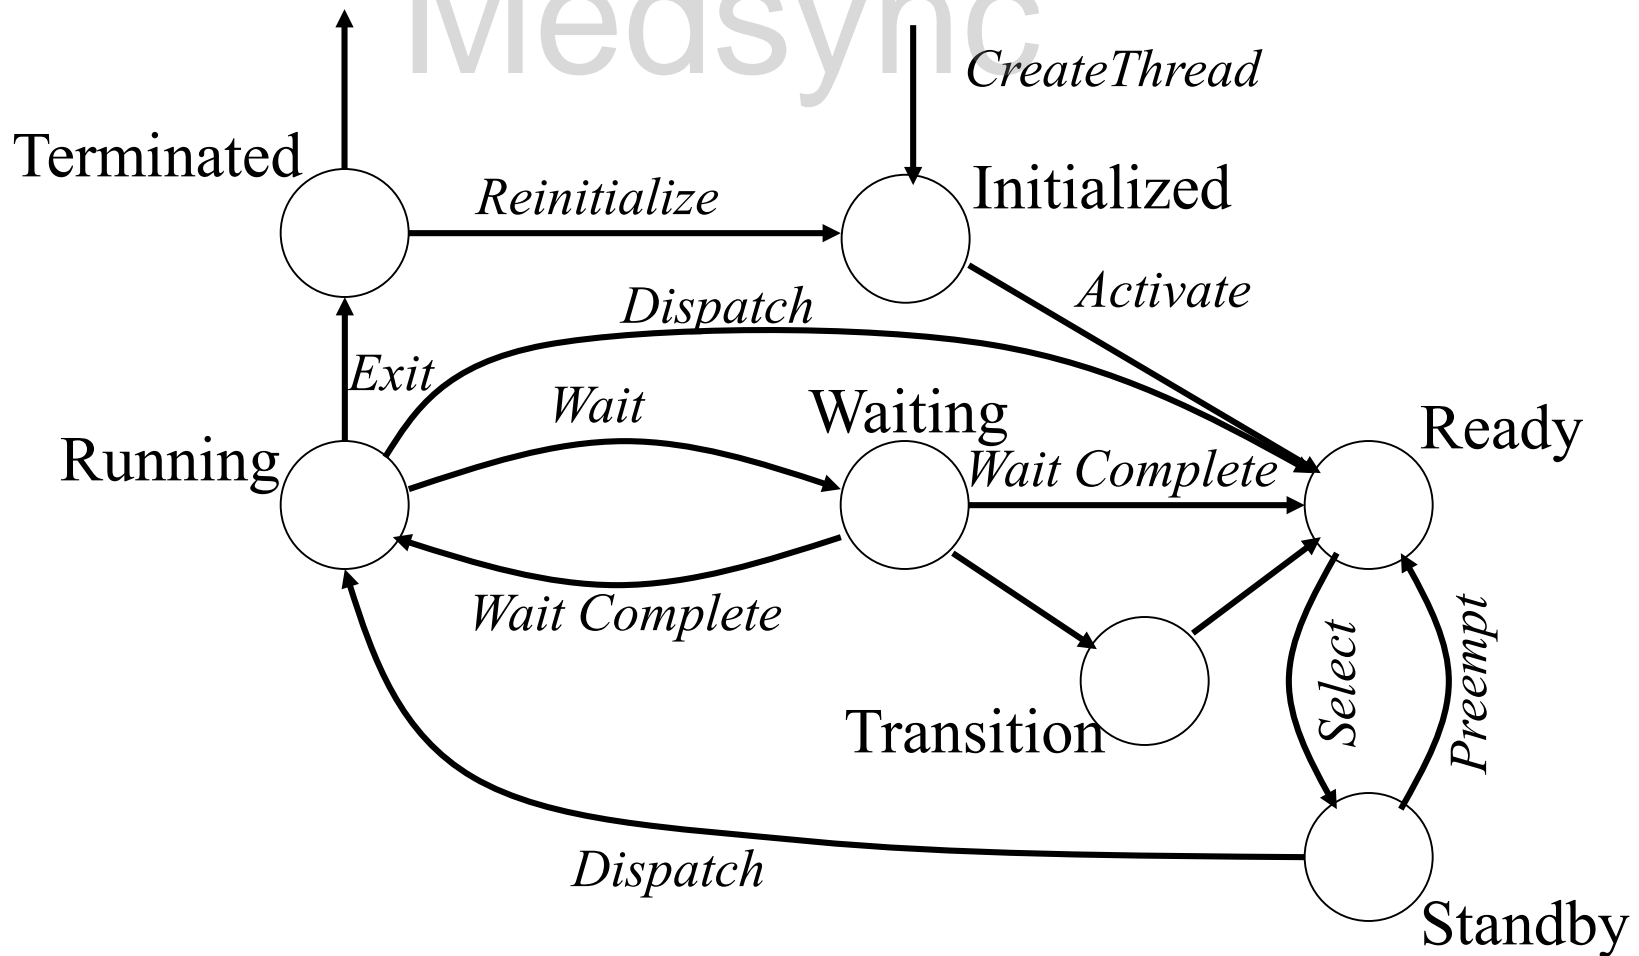 Medsync
CreateThread
Terminated
Initialized
Reinitialize
Activate
Dispatch
Exit
Wait
Waiting
Ready
Running
Wait Complete
Wait Complete
Select
Preempt
Transition
Dispatch
Standby